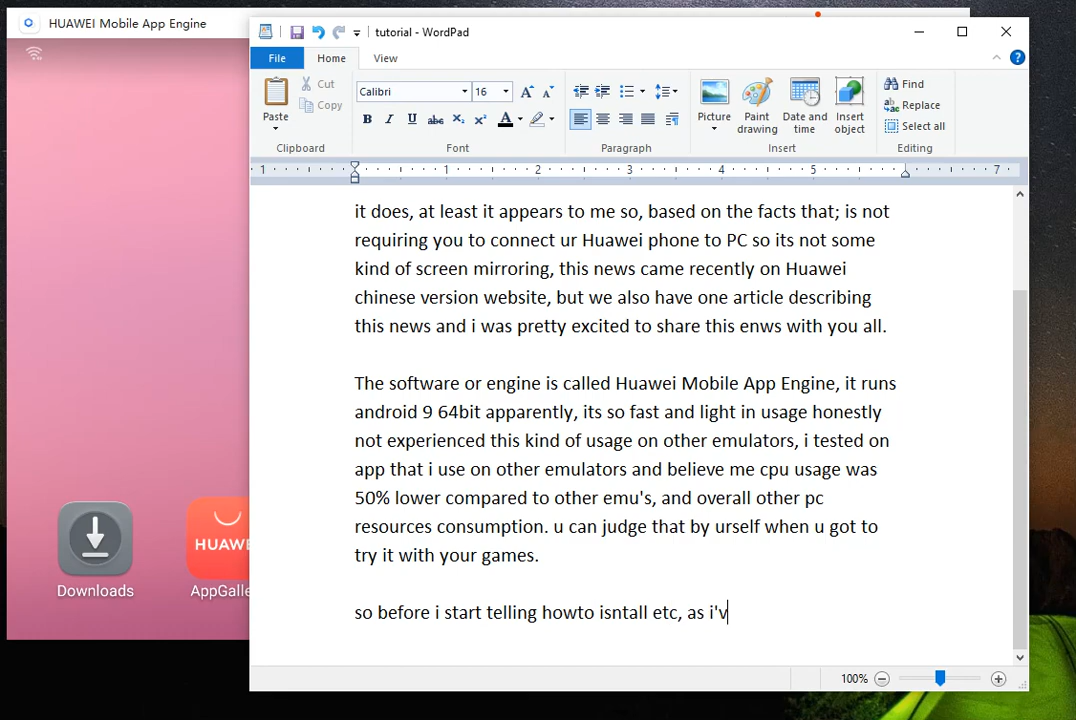 HUAWEI Mobile App Engine
tutorial - WordPad
File
Home
View
Paste
Cut
Copy
Clipboard
Calibri
16
Font
Paragraph
Picture
Paint drawing
Date and time
Insert object
Insert
Find
Replace
Select all
Editing
1 1 2 3 4 5 7
it does, at least it appears to me so, based on the facts that; is not
requiring you to connect ur Huawei phone to PC so its not some
kind of screen mirroring, this news came recently on Huawei
chinese version website, but we also have one article describing
this news and i was pretty excited to share this enws with you all.
The software or engine is called Huawei Mobile App Engine, it runs
android 9 64bit apparently, its so fast and light in usage honestly
not experienced this kind of usage on other emulators, i tested on
app that i use on other emulators and believe me cpu usage was
50% lower compared to other emu's, and overall other pc
resources consumption. u can judge that by urself when u got to
try it with your games.
so before i start telling howto isntall etc, as i'v
100%
HUAWE
Downloads
AppGalle